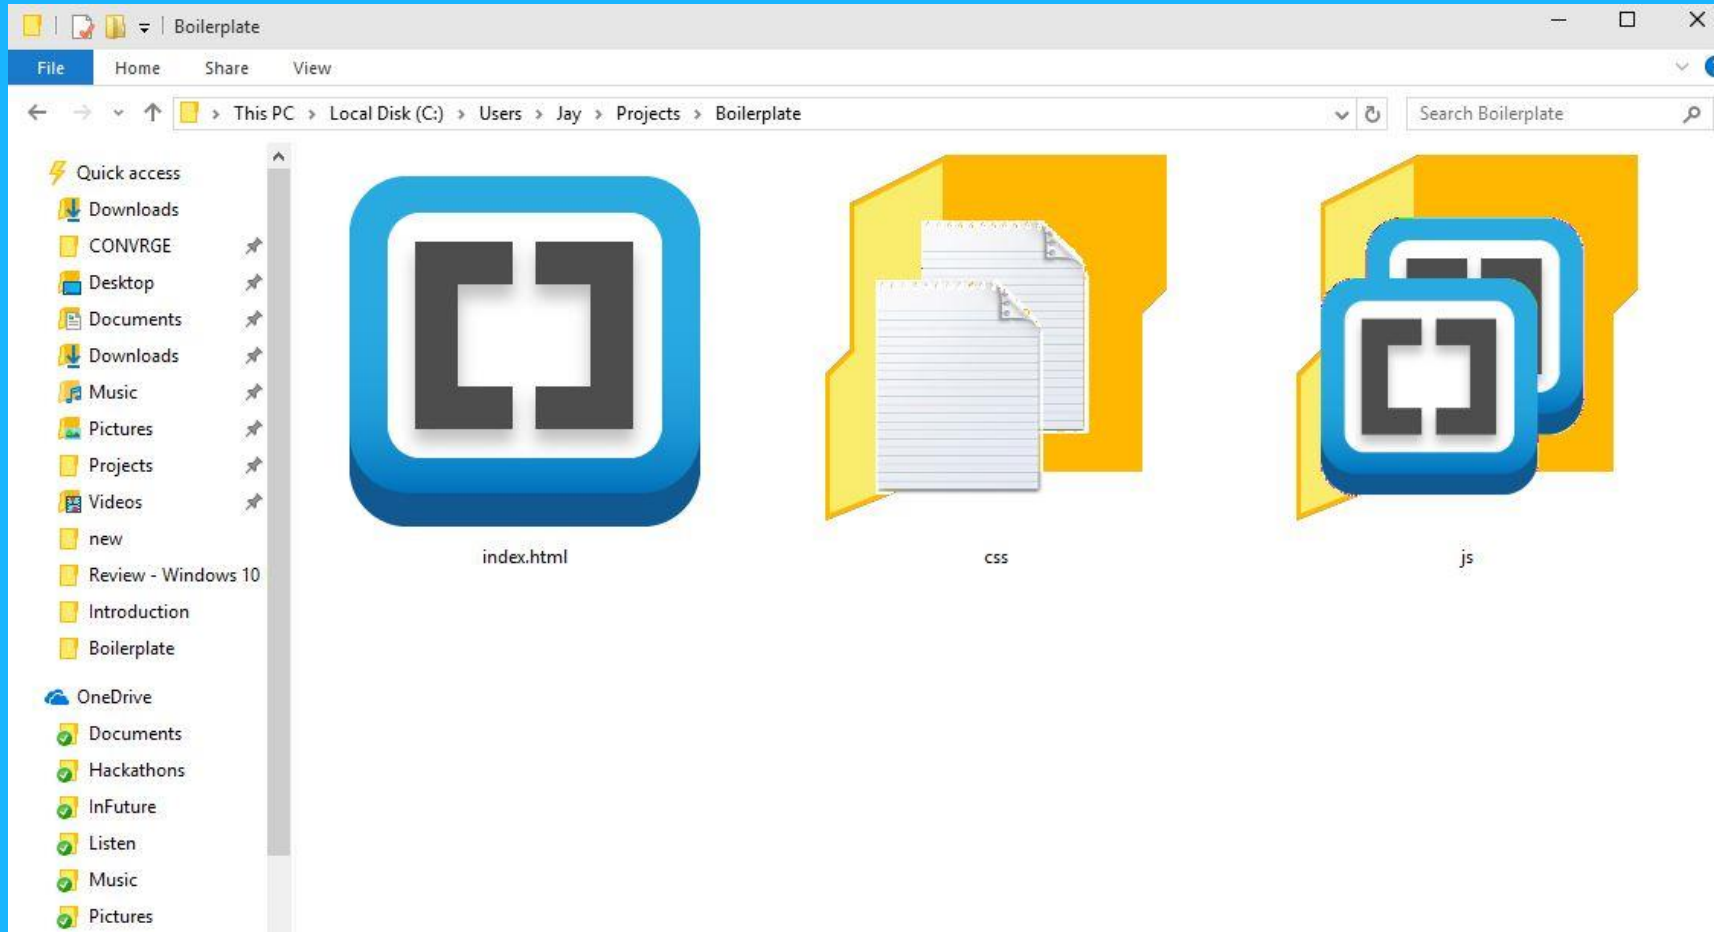 Boilerplate
File Home Share View
This PC > Local Disk (C:) > Users > Jay > Projects > Boilerplate
Search Boilerplate
Quick access
Downloads
CONVRGE
Desktop
Documents
Downloads
Music
Pictures
Projects
Videos
new
Review - Windows 10
Introduction
Boilerplate
OneDrive
Documents
Hackathons
InFuture
Listen
Music
Pictures
index.html
css
js